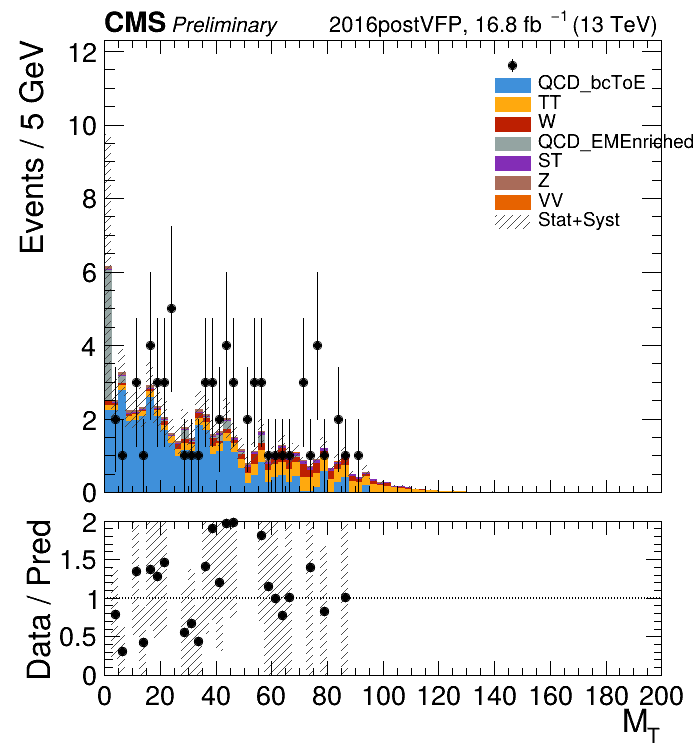 CMS Preliminary 2016postVFP, 16.8 fb⁻¹ (13 TeV)
Events / 5 GeV
12
10
8
6
4
2
0
QCD_bcToE
TT
W
QCD_EMEnriched
ST
Z
VV
Stat+Syst
Data / Pred
2
1.5
1
0.5
0
0 20 40 60 80 100 120 140 160 180 200
M_T